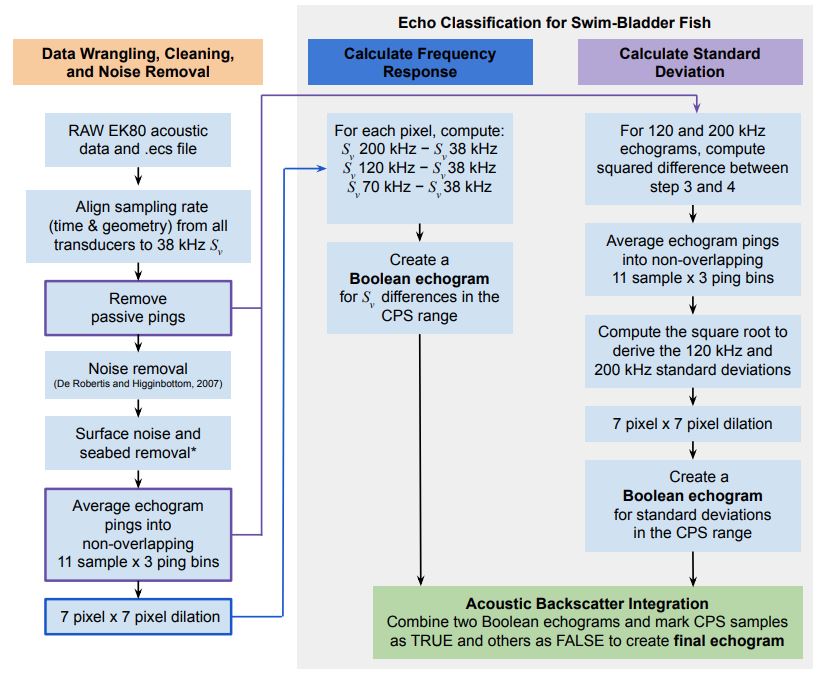 Echo Classification for Swim-Bladder Fish
Data Wrangling, Cleaning,
and Noise Removal
RAW EK80 acoustic
data and .ecs file
Align sampling rate
(time & geometry) from all
transducers to 38 kHz Sv
Remove
passive pings
Noise removal
(De Robertis and Higginbottom, 2007)
Surface noise and
seabed removal*
Average echogram
pings into
non-overlapping
11 sample x 3 ping bins
7 pixel x 7 pixel dilation
Calculate Frequency
Response
For each pixel, compute:
Sv 200 kHz − Sv 38 kHz
Sv 120 kHz − Sv 38 kHz
Sv 70 kHz − Sv 38 kHz
Create a
Boolean echogram
for Sv differences in the
CPS range
Calculate Standard
Deviation
For 120 and 200 kHz
echograms, compute
squared difference between
step 3 and 4
Average echogram pings
into non-overlapping
11 sample x 3 ping bins
Compute the square root to
derive the 120 kHz and
200 kHz standard deviations
7 pixel x 7 pixel dilation
Create a
Boolean echogram
for standard deviations
in the CPS range
Acoustic Backscatter Integration
Combine two Boolean echograms and mark CPS samples
as TRUE and others as FALSE to create final echogram